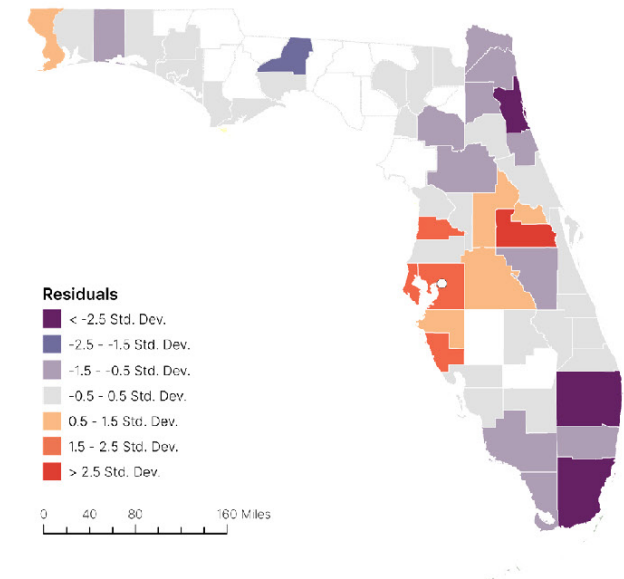 Residuals
< -2.5 Std. Dev.
-2.5 - -1.5 Std. Dev.
-1.5 - -0.5 Std. Dev.
-0.5 - 0.5 Std. Dev.
0.5 - 1.5 Std. Dev.
1.5 - 2.5 Std. Dev.
> 2.5 Std. Dev.
0 40 80 160 Miles